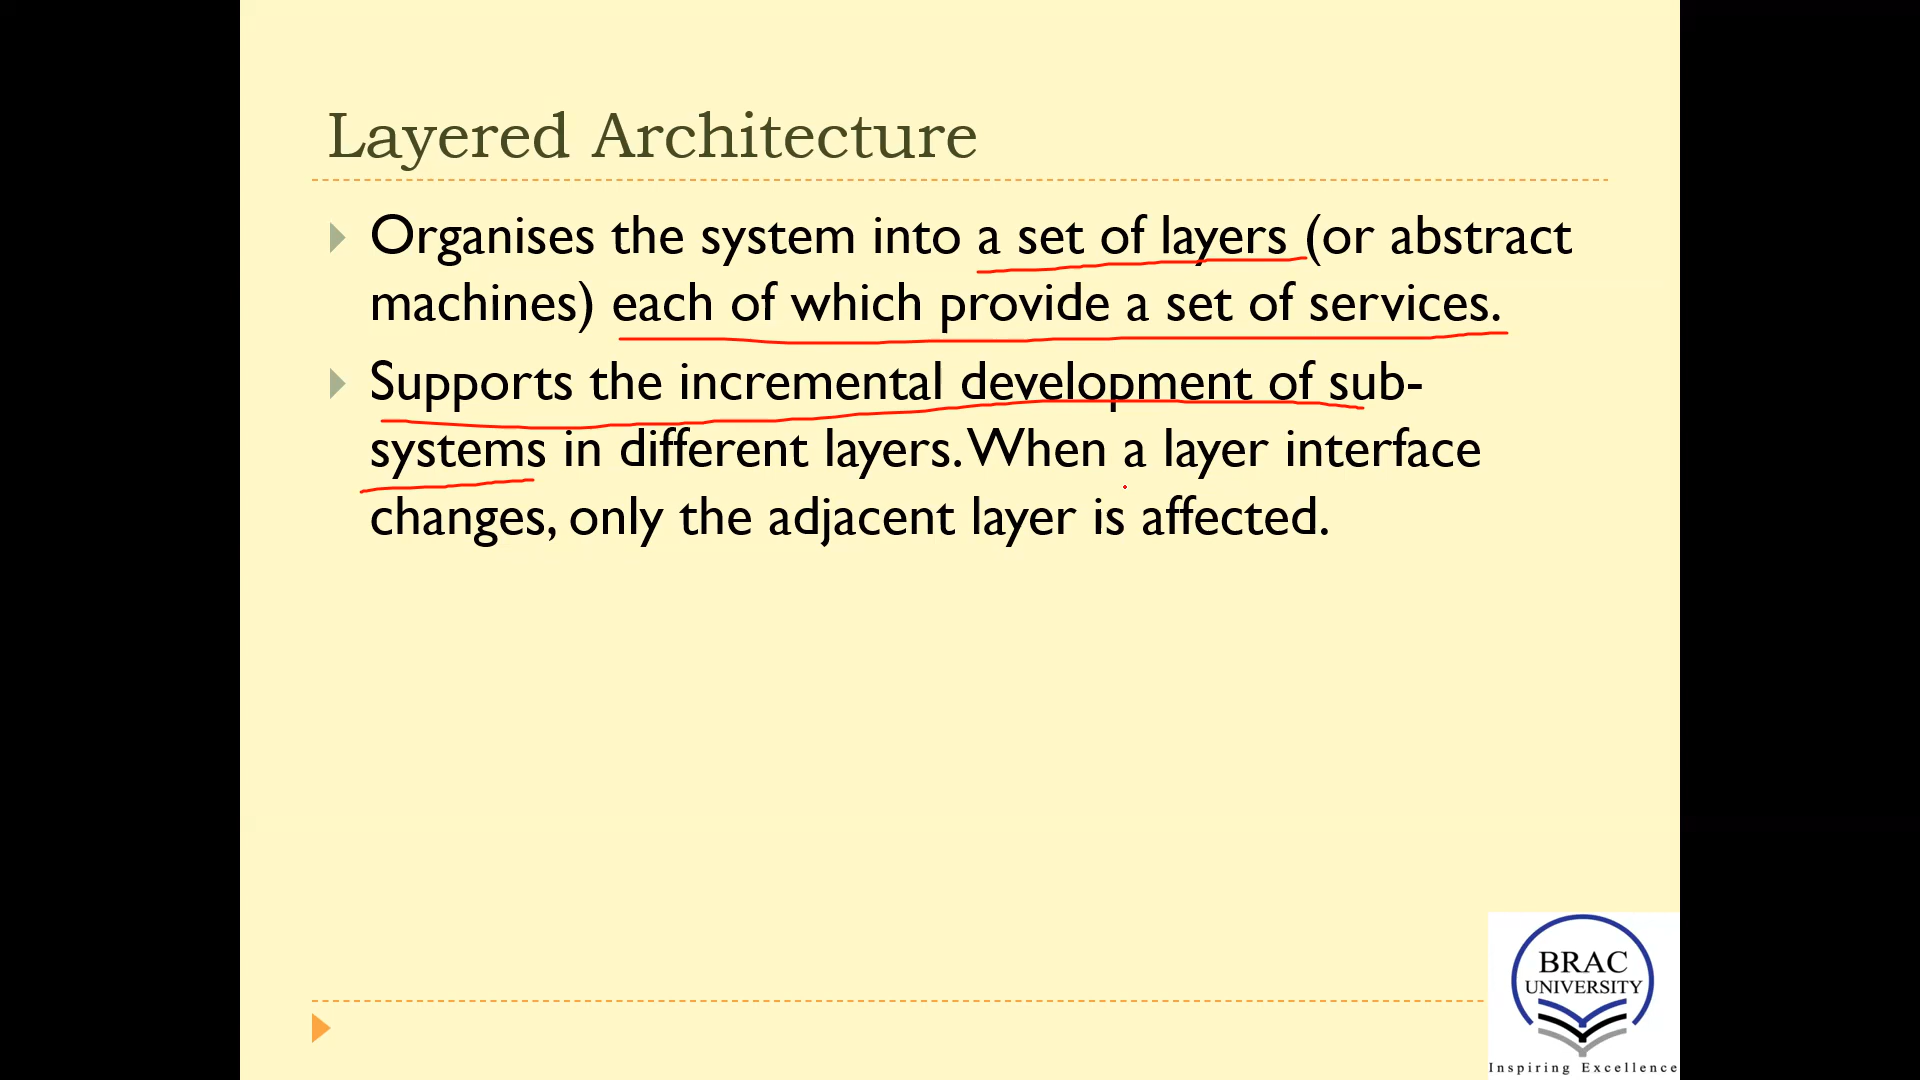 Layered Architecture
Organises the system into a set of layers (or abstract
machines) each of which provide a set of services.
Supports the incremental development of sub-
systems in different layers. When a layer interface
changes, only the adjacent layer is affected.
BRAC
UNIVERSITY
Inspiring Excellence